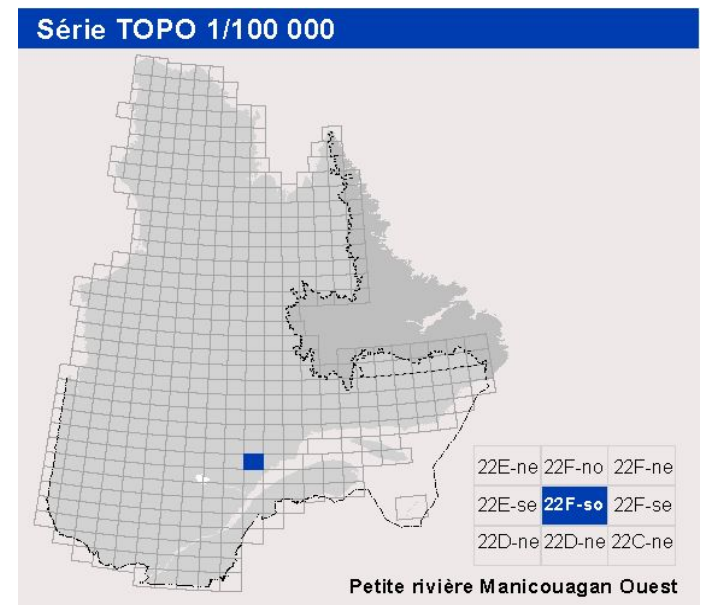 Série TOPO 1/100 000
22E-ne 22F-no 22F-ne
22E-se 22F-so 22F-se
22D-ne 22D-ne 22C-ne
Petite rivière Manicouagan Ouest